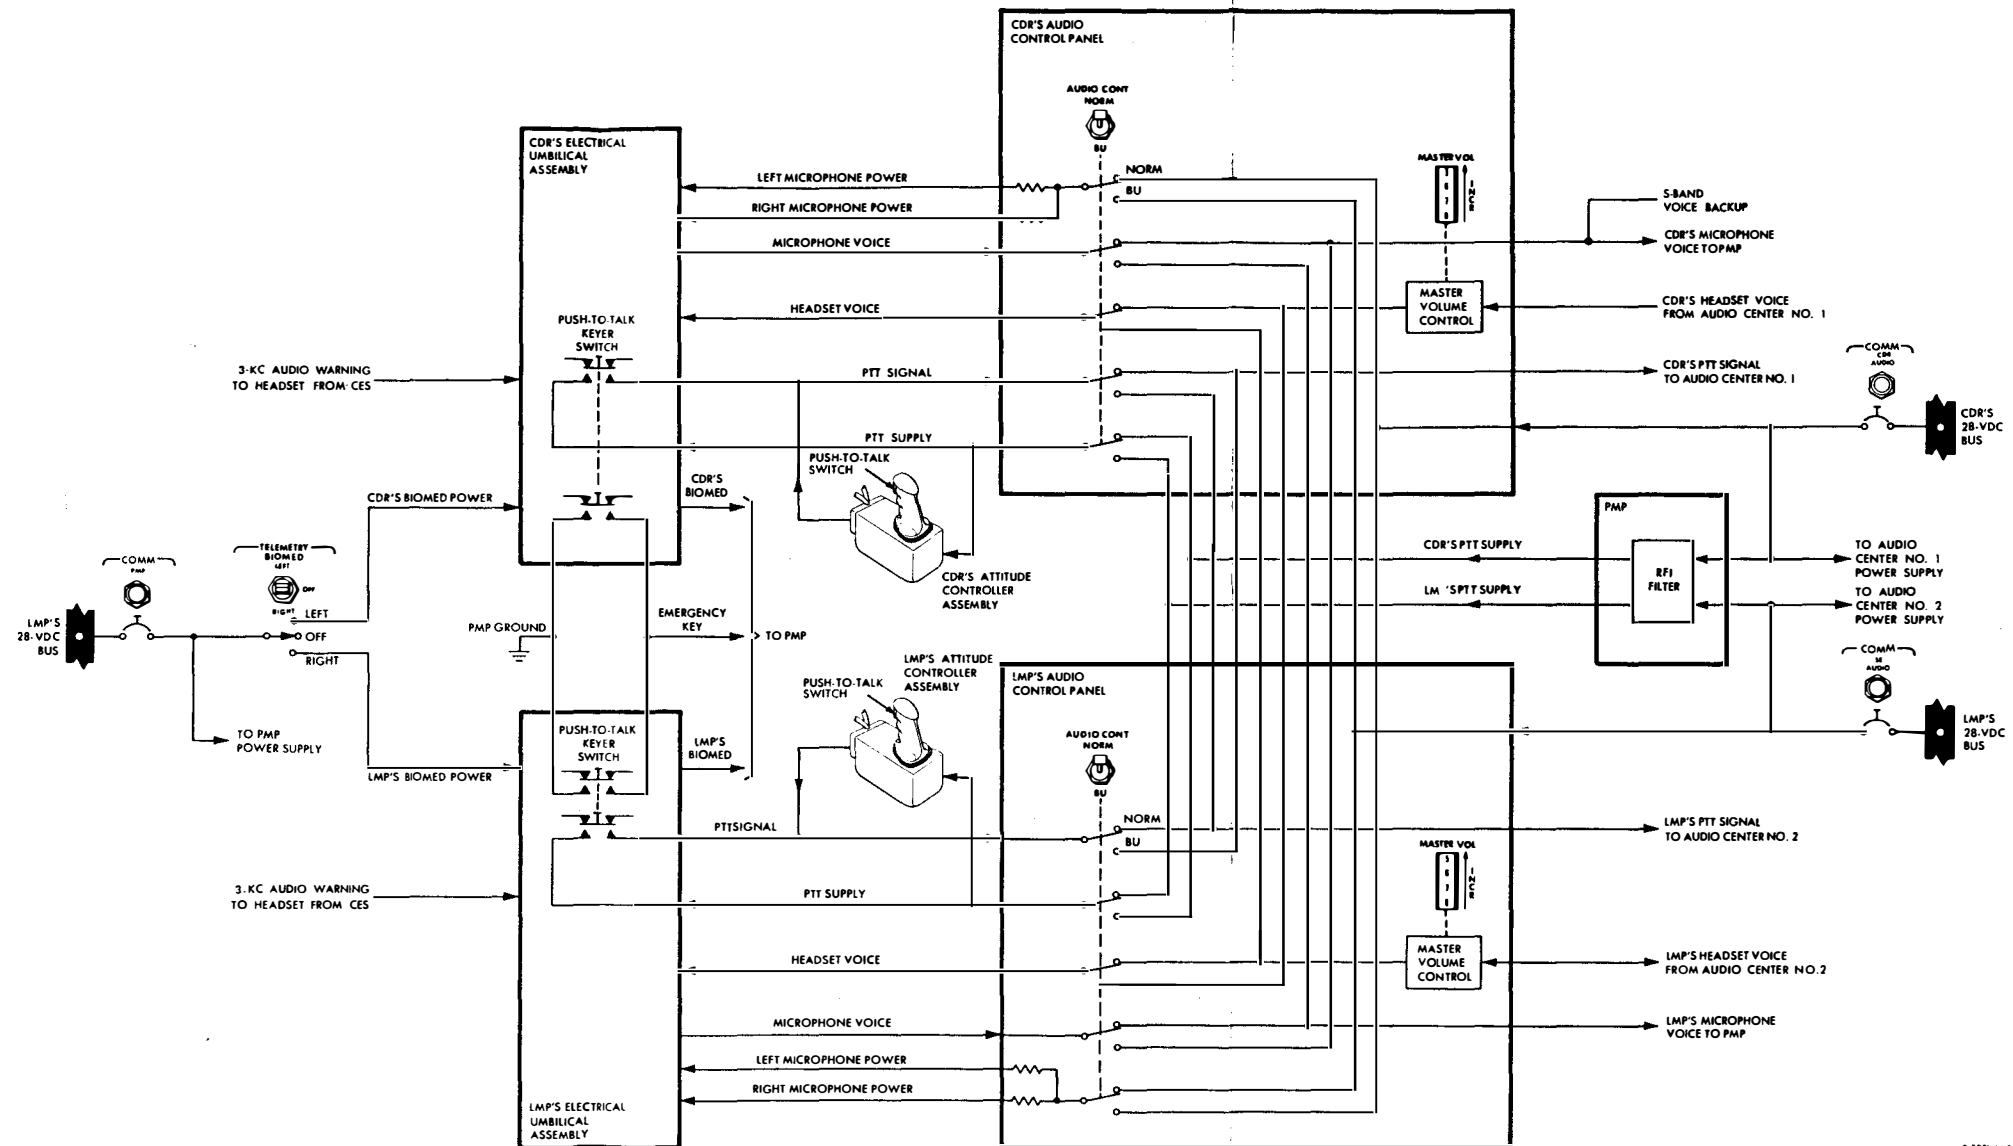 CDR'S AUDIO
CONTROL PANEL
AUDIO CONT
NORM
BU
NORM
BU
MASTER VOL
INCR
MASTER
VOLUME
CONTROL
CDR'S ELECTRICAL
UMBILICAL
ASSEMBLY
LEFT MICROPHONE POWER
RIGHT MICROPHONE POWER
MICROPHONE VOICE
HEADSET VOICE
PUSH-TO-TALK
KEYER
SWITCH
PTT SIGNAL
PTT SUPPLY
PUSH-TO-TALK
SWITCH
CDR'S
BIOMED
CDR'S ATTITUDE
CONTROLLER
ASSEMBLY
S-BAND
VOICE BACKUP
CDR'S MICROPHONE
VOICE TO PMP
CDR'S HEADSET VOICE
FROM AUDIO CENTER NO. 1
CDR'S PTT SIGNAL
TO AUDIO CENTER NO. 1
COMM
CDR
AUDIO
CDR'S
28-VDC
BUS
3-KC AUDIO WARNING
TO HEADSET FROM CES
CDR'S BIOMED POWER
COMM
PMP
TELEMETRY
BIOMED
LEFT
OFF
RIGHT
LEFT
OFF
RIGHT
LMP'S
28-VDC
BUS
TO PMP
POWER SUPPLY
LMP'S BIOMED POWER
PMP GROUND
EMERGENCY
KEY
TO PMP
PMP
RFI
FILTER
CDR'S PTT SUPPLY
LM 'S PTT SUPPLY
TO AUDIO
CENTER NO. 1
POWER SUPPLY
TO AUDIO
CENTER NO. 2
POWER SUPPLY
COMM
AUDIO
LMP'S
28-VDC
BUS
LMP'S ATTITUDE
CONTROLLER
ASSEMBLY
PUSH-TO-TALK
SWITCH
LMP'S AUDIO
CONTROL PANEL
AUDIO CONT
NORM
BU
NORM
BU
PUSH-TO-TALK
KEYER
SWITCH
LMP'S
BIOMED
PTT SIGNAL
PTT SUPPLY
3-KC AUDIO WARNING
TO HEADSET FROM CES
HEADSET VOICE
MICROPHONE VOICE
LEFT MICROPHONE POWER
RIGHT MICROPHONE POWER
LMP'S ELECTRICAL
UMBILICAL
ASSEMBLY
MASTER VOL
5
6
7
8
INCR
MASTER
VOLUME
CONTROL
LMP'S PTT SIGNAL
TO AUDIO CENTER NO. 2
LMP'S HEADSET VOICE
FROM AUDIO CENTER NO.2
LMP'S MICROPHONE
VOICE TO PMP